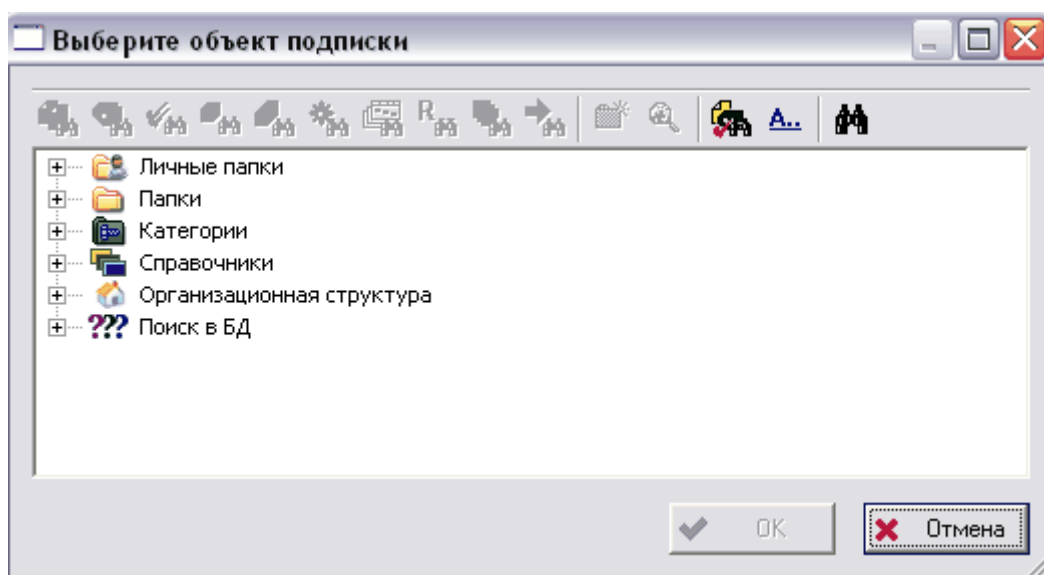 Выберите объект подписки
R
A..
Личные папки
Папки
Категории
Справочники
Организационная структура
??? Поиск в БД
OK
Отмена